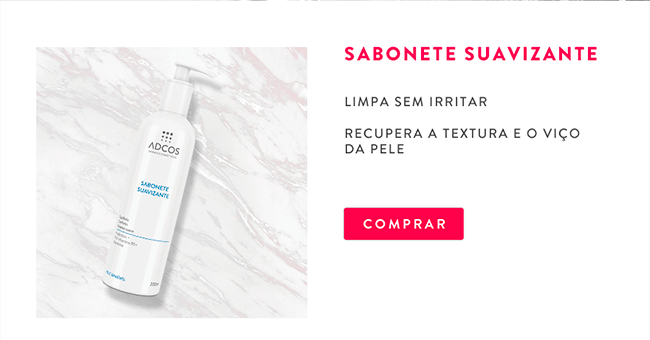 SABONETE SUAVIZANTE
LIMPA SEM IRRITAR
RECUPERA A TEXTURA E O VIÇO
DA PELE
COMPRAR
ADCOS
SABONETE
SUAVIZANTE